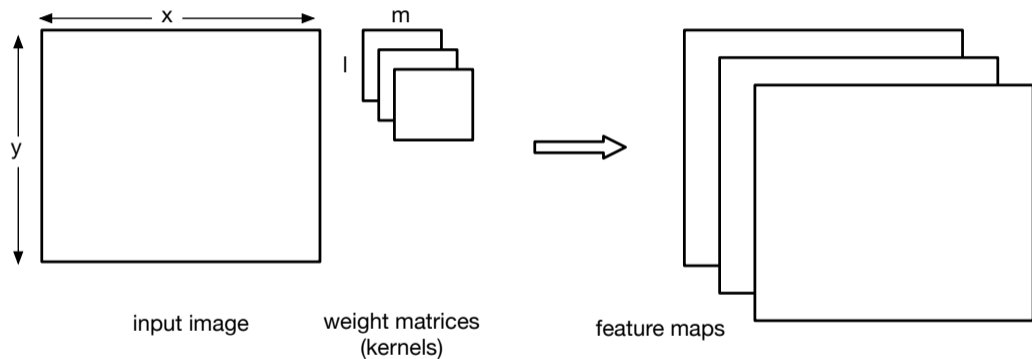 x
m
l
y
input image
weight matrices
(kernels)
feature maps